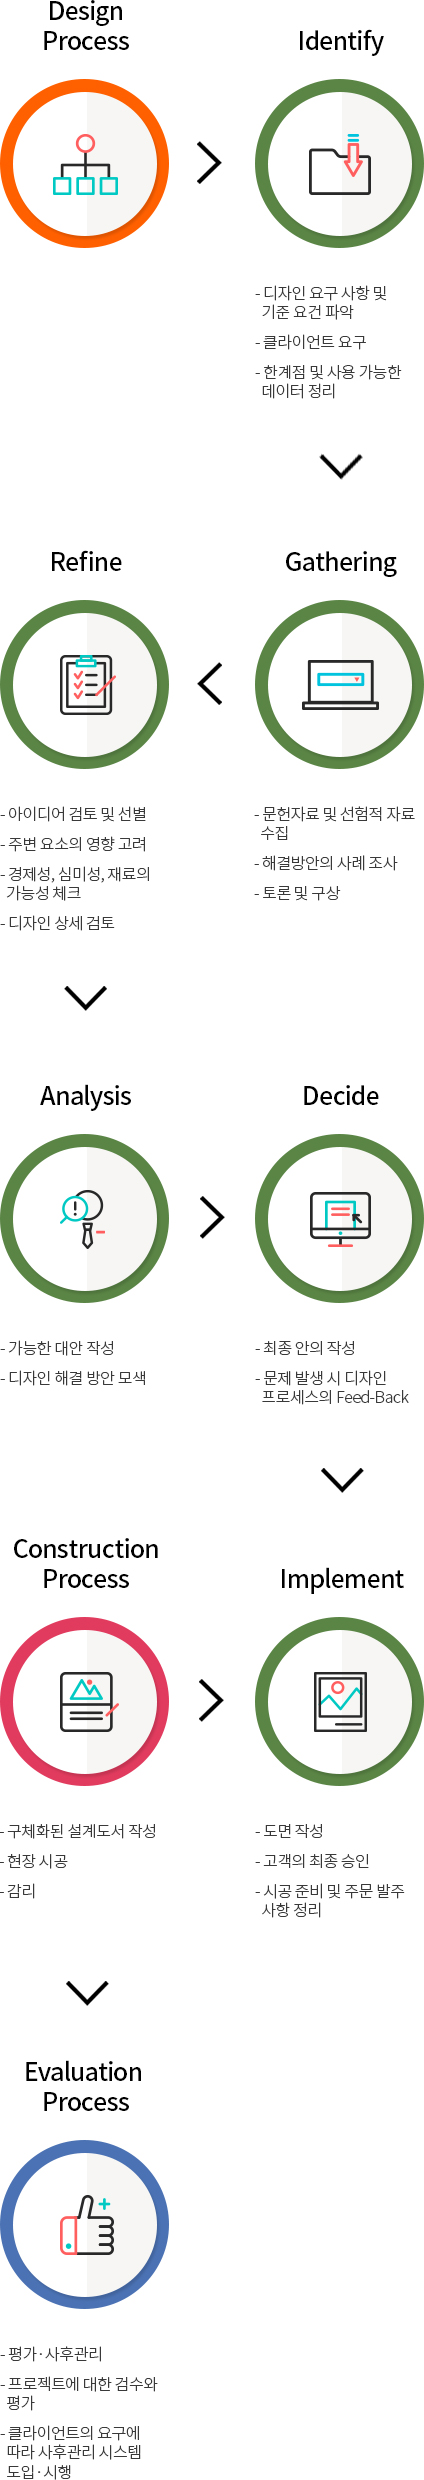 Design
Process
Identify
- 디자인 요구 사항 및
기준 요건 파악
- 클라이언트 요구
- 한계점 및 사용 가능한
데이터 정리
Refine
Gathering
- 아이디어 검토 및 선별
- 주변 요소의 영향 고려
- 경제성, 심미성, 재료의
가능성 체크
- 디자인 상세 검토
- 문헌자료 및 선험적 자료
수집
- 해결방안의 사례 조사
- 토론 및 구상
Analysis
Decide
- 가능한 대안 작성
- 디자인 해결 방안 모색
- 최종 안의 작성
- 문제 발생 시 디자인
프로세스의 Feed-Back
Construction
Process
Implement
- 구체화된 설계도서 작성
- 현장 시공
- 감리
- 도면 작성
- 고객의 최종 승인
- 시공 준비 및 주문 발주
사항 정리
Evaluation
Process
- 평가·사후관리
- 프로젝트에 대한 검수와
평가
- 클라이언트의 요구에
따라 사후관리 시스템
도입·시행